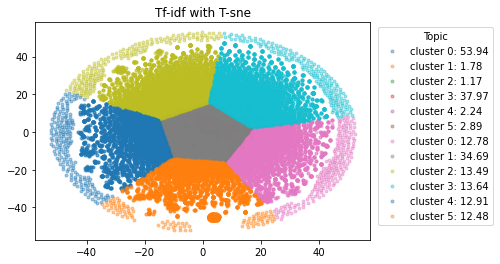 Tf-idf with T-sne
Topic
cluster 0: 53.94
cluster 1: 1.78
cluster 2: 1.17
cluster 3: 37.97
cluster 4: 2.24
cluster 5: 2.89
cluster 0: 12.78
cluster 1: 34.69
cluster 2: 13.49
cluster 3: 13.64
cluster 4: 12.91
cluster 5: 12.48
40
20
0
−20
−40
−40 −20 0 20 40